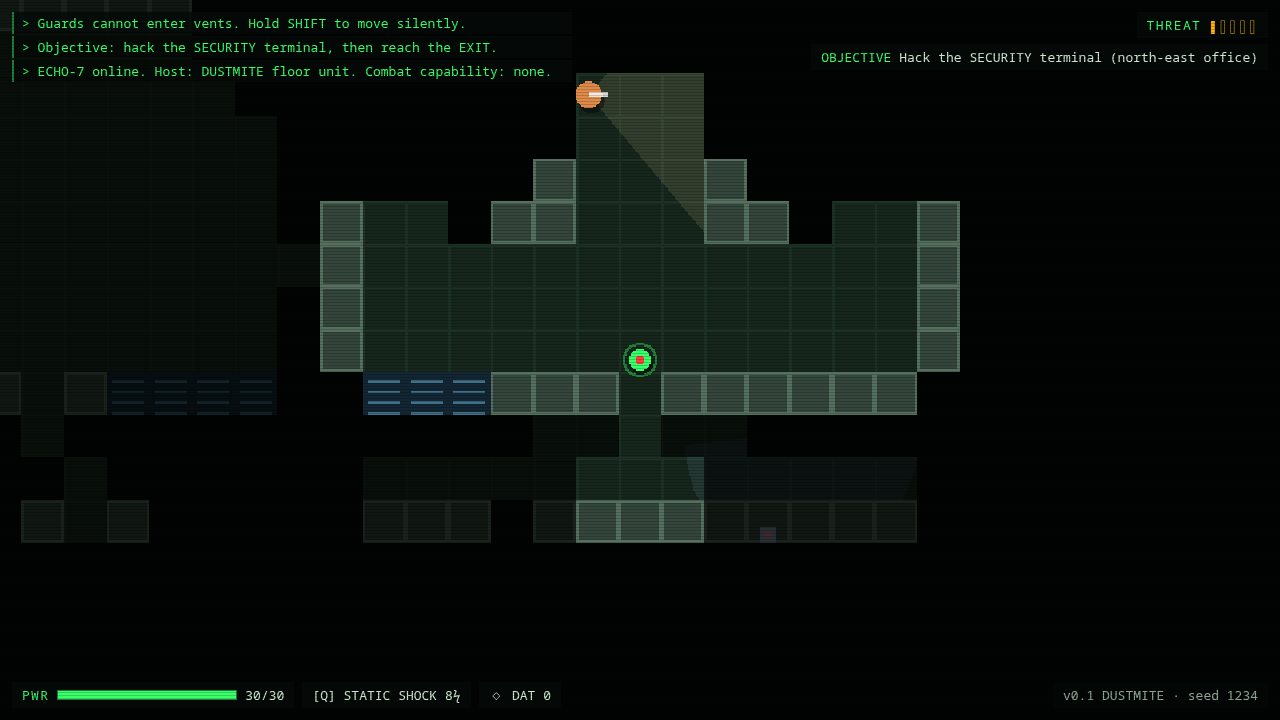 > Guards cannot enter vents. Hold SHIFT to move silently.
> Objective: hack the SECURITY terminal, then reach the EXIT.
> ECHO-7 online. Host: DUSTMITE floor unit. Combat capability: none.
THREAT ▮▯▯▯▯
OBJECTIVE Hack the SECURITY terminal (north-east office)
PWR 30/30
[Q] STATIC SHOCK 8ϟ
◇ DAT 0
v0.1 DUSTMITE · seed 1234